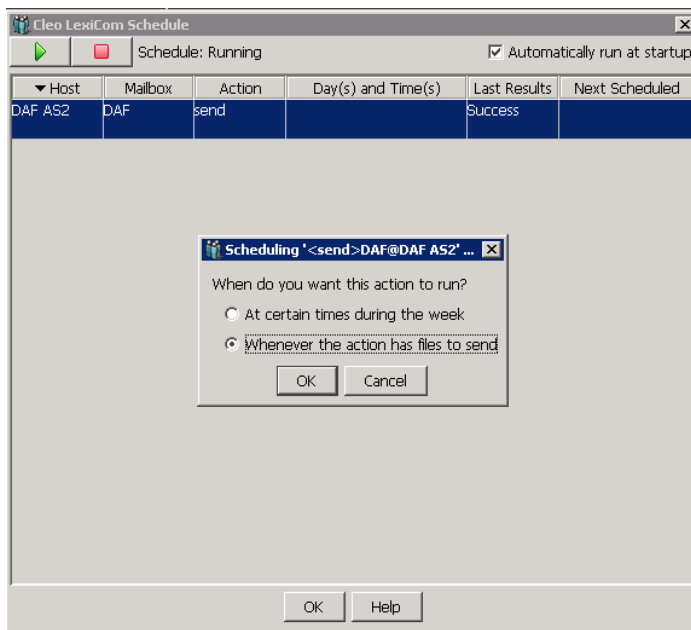 Cleo LexiCom Schedule
Schedule: Running
Automatically run at startup
Host Mailbox Action Day(s) and Time(s) Last Results Next Scheduled
DAF AS2 DAF send Success
Scheduling '<send>DAF@DAF AS2' ...
When do you want this action to run?
At certain times during the week
Whenever the action has files to send
OK Cancel
OK Help